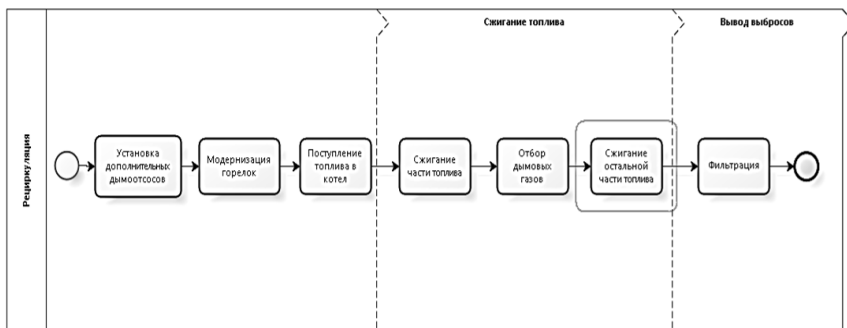 Сжигание топлива
Вывод выбросов
Рециркуляция
Установка
дополнительных
дымоотсосов
Модернизация
горелок
Поступление
топлива в
котел
Сжигание
части топлива
Отбор
дымовых
газов
Сжигание
остальной
части топлива
Фильтрация